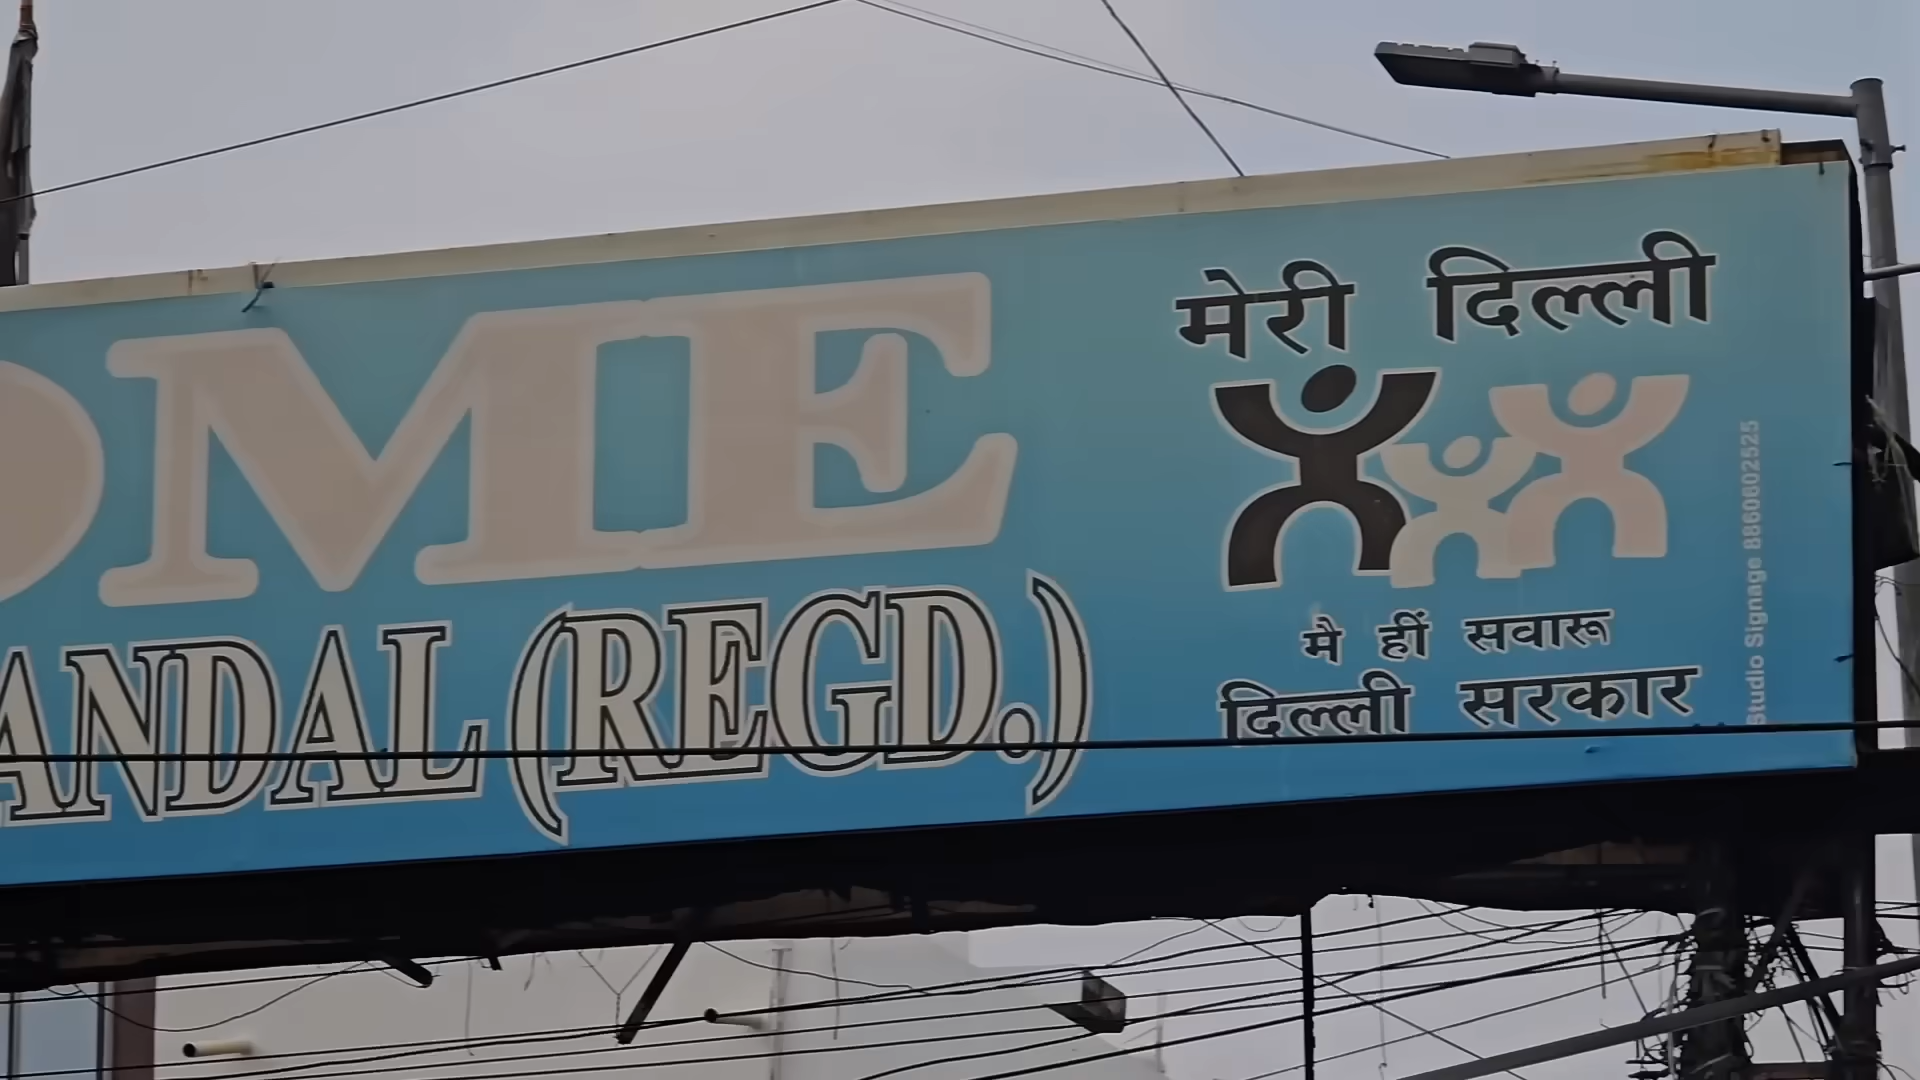 OME
ANDAL (REGD.)
मेरी दिल्ली
मै हीं सवारू
दिल्ली सरकार
Studio Signage 8860602525